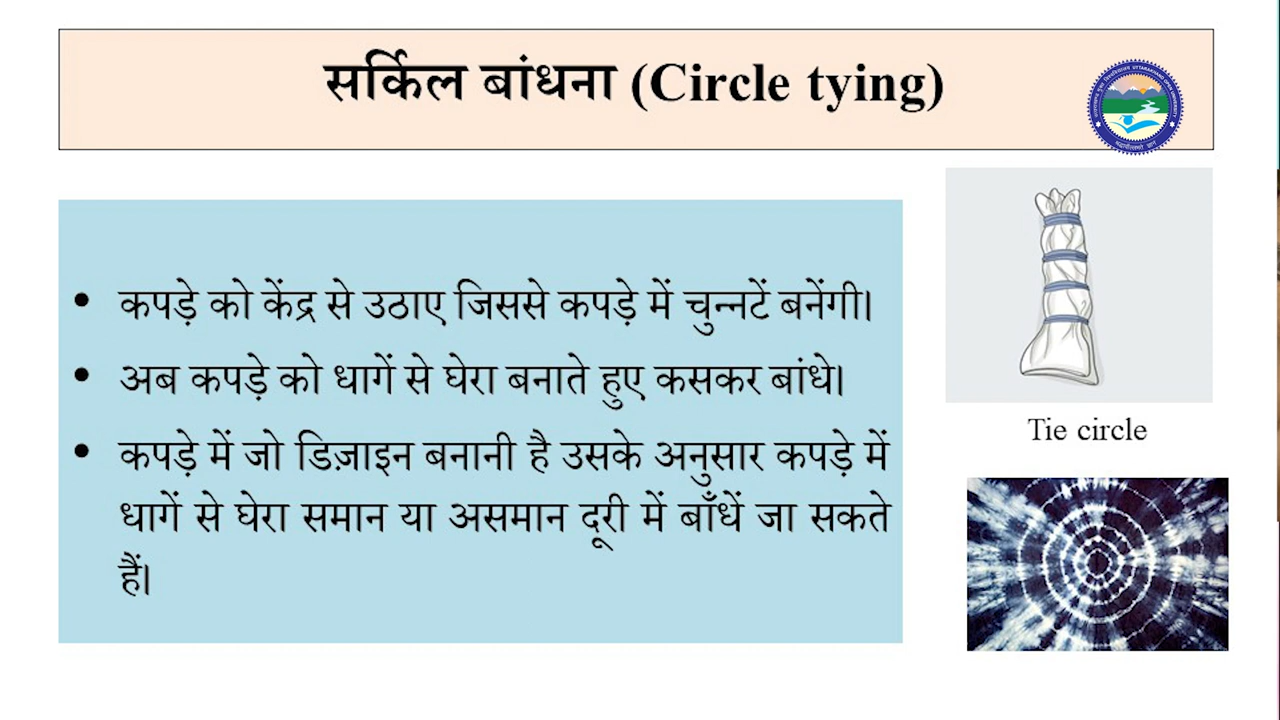 सर्किल बांधना (Circle tying)
• कपड़े को केंद्र से उठाए जिससे कपड़े में चुन्नटें बनेंगी।
• अब कपड़े को धागें से घेरा बनाते हुए कसकर बांधे।
• कपड़े में जो डिज़ाइन बनानी है उसके अनुसार कपड़े में
धागें से घेरा समान या असमान दूरी में बाँधें जा सकते
हैं।
Tie circle